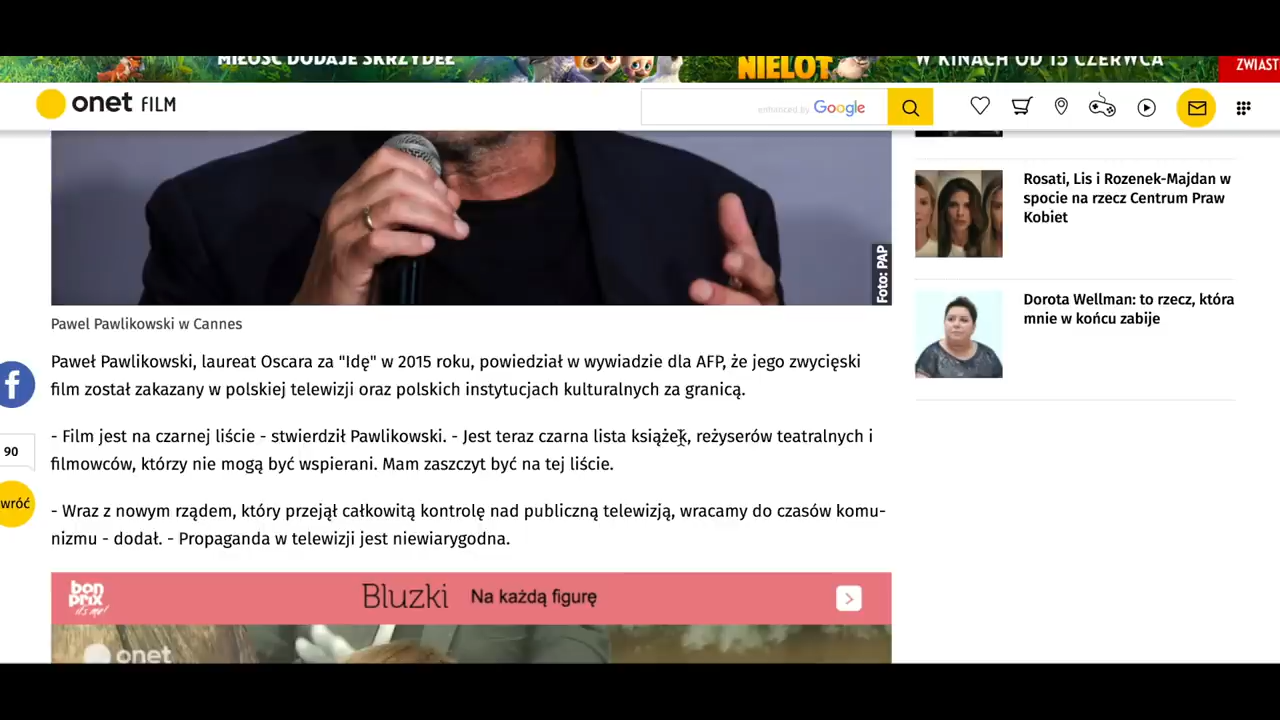 MIŁOŚĆ DODAJE SKRZYDEŁ
NIELOT
W KINACH OD 15 CZERWCA
ZWIAST
onet FILM
enhanced by Google
Rosati, Lis i Rozenek-Majdan w
spocie na rzecz Centrum Praw
Kobiet
Foto: PAP
Dorota Wellman: to rzecz, która
mnie w końcu zabije
Paweł Pawlikowski w Cannes
Paweł Pawlikowski, laureat Oscara za "Idę" w 2015 roku, powiedział w wywiadzie dla AFP, że jego zwycięski
film został zakazany w polskiej telewizji oraz polskich instytucjach kulturalnych za granicą.
- Film jest na czarnej liście - stwierdził Pawlikowski. - Jest teraz czarna lista książek, reżyserów teatralnych i
filmowców, którzy nie mogą być wspierani. Mam zaszczyt być na tej liście.
90
wróć
- Wraz z nowym rządem, który przejął całkowitą kontrolę nad publiczną telewizją, wracamy do czasów komu-
nizmu - dodał. - Propaganda w telewizji jest niewiarygodna.
bon prix
it's me!
Bluzki Na każdą figurę
onet